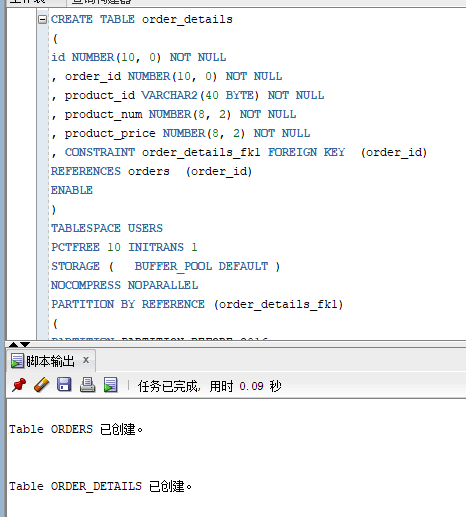 CREATE TABLE order_details
(
id NUMBER(10, 0) NOT NULL
, order_id NUMBER(10, 0) NOT NULL
, product_id VARCHAR2(40 BYTE) NOT NULL
, product_num NUMBER(8, 2) NOT NULL
, product_price NUMBER(8, 2) NOT NULL
, CONSTRAINT order_details_fk1 FOREIGN KEY  (order_id)
REFERENCES orders  (order_id)
ENABLE
)
TABLESPACE USERS
PCTFREE 10 INITRANS 1
STORAGE (   BUFFER_POOL DEFAULT )
NOCOMPRESS NOPARALLEL
PARTITION BY REFERENCE (order_details_fk1)
(
脚本输出 x
任务已完成, 用时 0.09 秒
Table ORDERS 已创建。
Table ORDER_DETAILS 已创建。